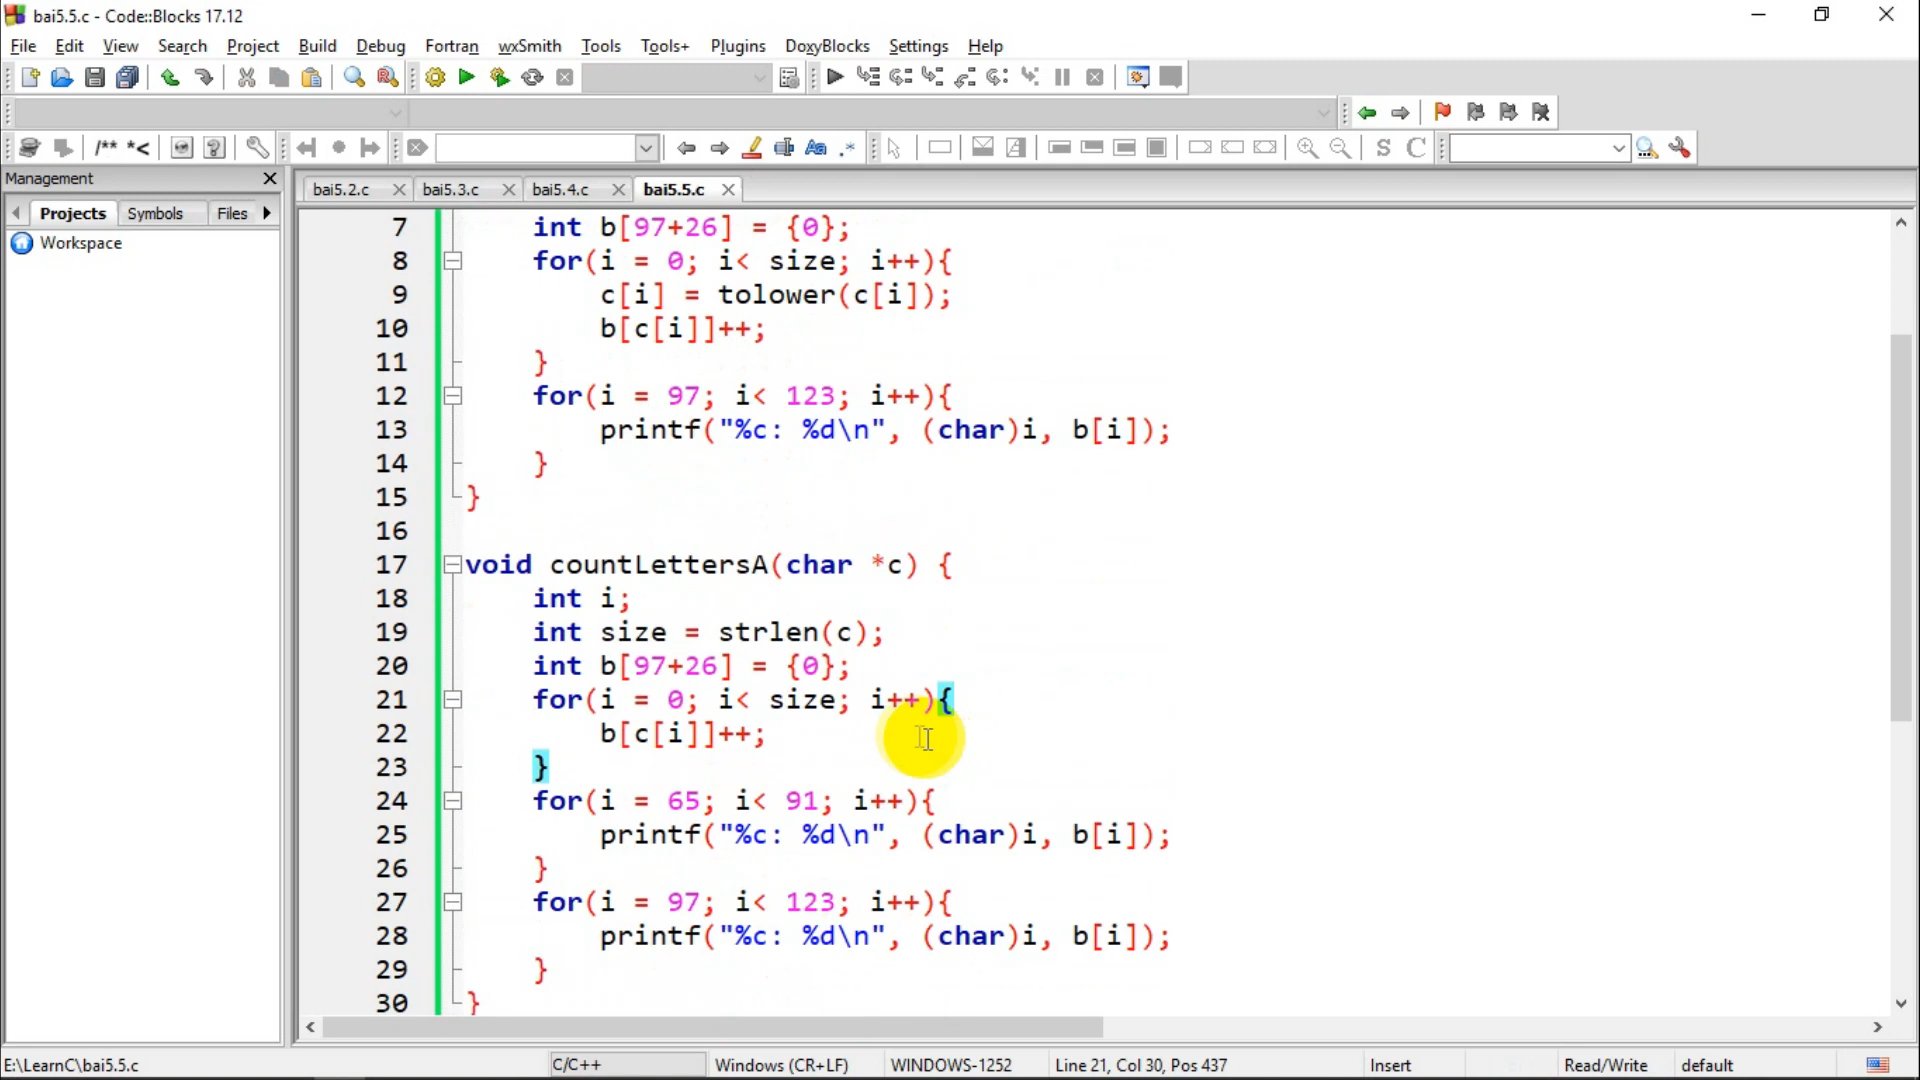 bai5.5.c - Code::Blocks 17.12
File Edit View Search Project Build Debug Fortran wxSmith Tools Tools+ Plugins DoxyBlocks Settings Help
/** *<
Aa .* S C
Management
bai5.2.c bai5.3.c bai5.4.c bai5.5.c
Projects Symbols Files
Workspace
7 int b[97+26] = {0};
8 for(i = 0; i< size; i++){
9 c[i] = tolower(c[i]);
10 b[c[i]]++;
11 }
12 for(i = 97; i< 123; i++){
13 printf("%c: %d\n", (char)i, b[i]);
14 }
15 }
16
17 void countLettersA(char *c) {
18 int i;
19 int size = strlen(c);
20 int b[97+26] = {0};
21 for(i = 0; i< size; i++){
22 b[c[i]]++;
23 }
24 for(i = 65; i< 91; i++){
25 printf("%c: %d\n", (char)i, b[i]);
26 }
27 for(i = 97; i< 123; i++){
28 printf("%c: %d\n", (char)i, b[i]);
29 }
30 }
E:\LearnC\bai5.5.c C/C++ Windows (CR+LF) WINDOWS-1252 Line 21, Col 30, Pos 437 Insert Read/Write default